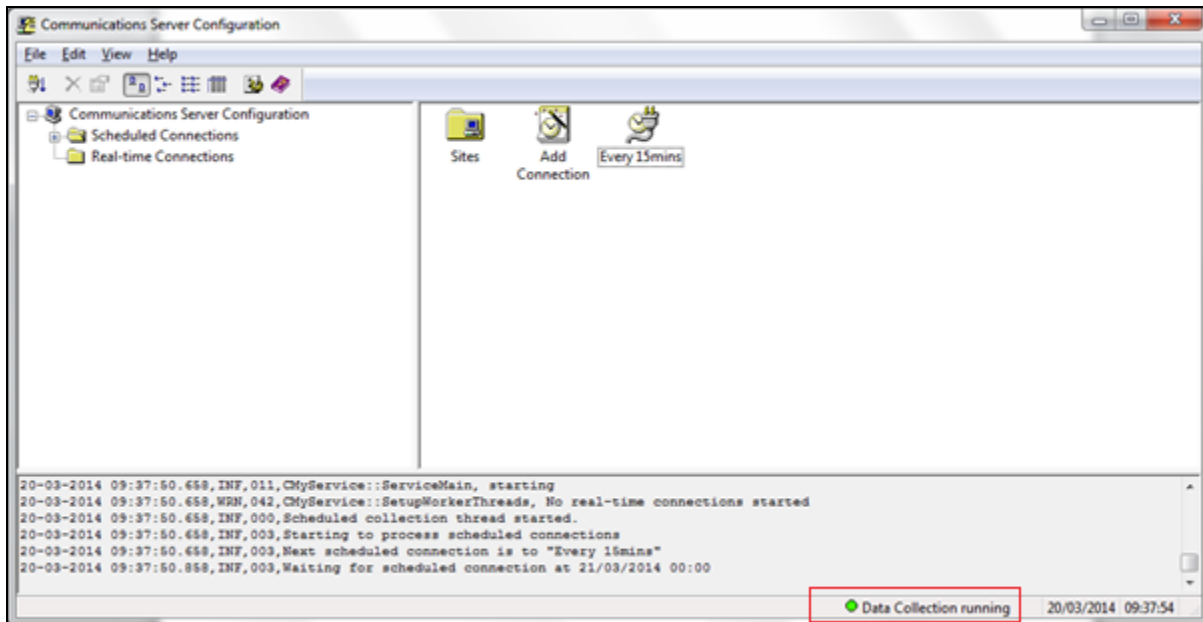 Communications Server Configuration
File Edit View Help
Communications Server Configuration
Scheduled Connections
Real-time Connections
Sites
Add
Connection
Every 15mins
20-03-2014 09:37:50.658,INF,011,CMyService::ServiceMain, starting
20-03-2014 09:37:50.658,WRN,042,CMyService::SetupWorkerThreads, No real-time connections started
20-03-2014 09:37:50.658,INF,000,Scheduled collection thread started.
20-03-2014 09:37:50.658,INF,003,Starting to process scheduled connections
20-03-2014 09:37:50.658,INF,003,Next scheduled connection is to "Every 15mins"
20-03-2014 09:37:50.858,INF,003,Waiting for scheduled connection at 21/03/2014 00:00
Data Collection running 20/03/2014 09:37:54